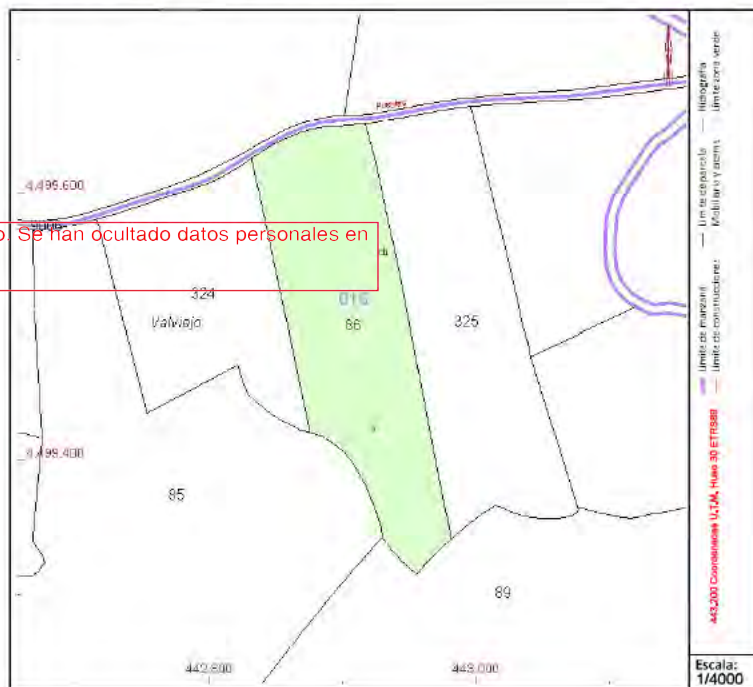 4,499,600
o. Se han ocultado datos personales en
324
Valviejo
016
86
325
4,499,400
85
89
442,800
443,000
Límite de manzana
Límite de parcela
Hidrografía
Límite de construcciones
Mobiliario y aceras
Límite zona verde
443,200 Coordenadas U.T.M. Huso 30 ETRS89
Escala:
1/4000